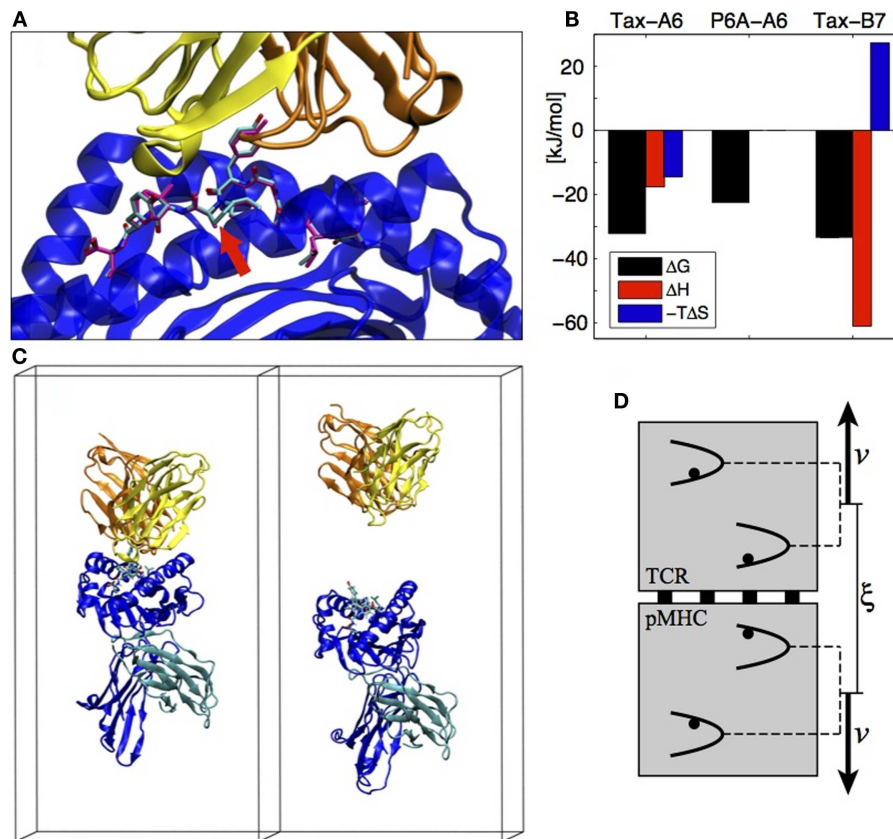 A
B
Tax–A6 P6A–A6 Tax–B7
[kJ/mol]
20
0
−20
−40
−60
ΔG
ΔH
−TΔS
C
D
ν
TCR
ξ
pMHC
ν